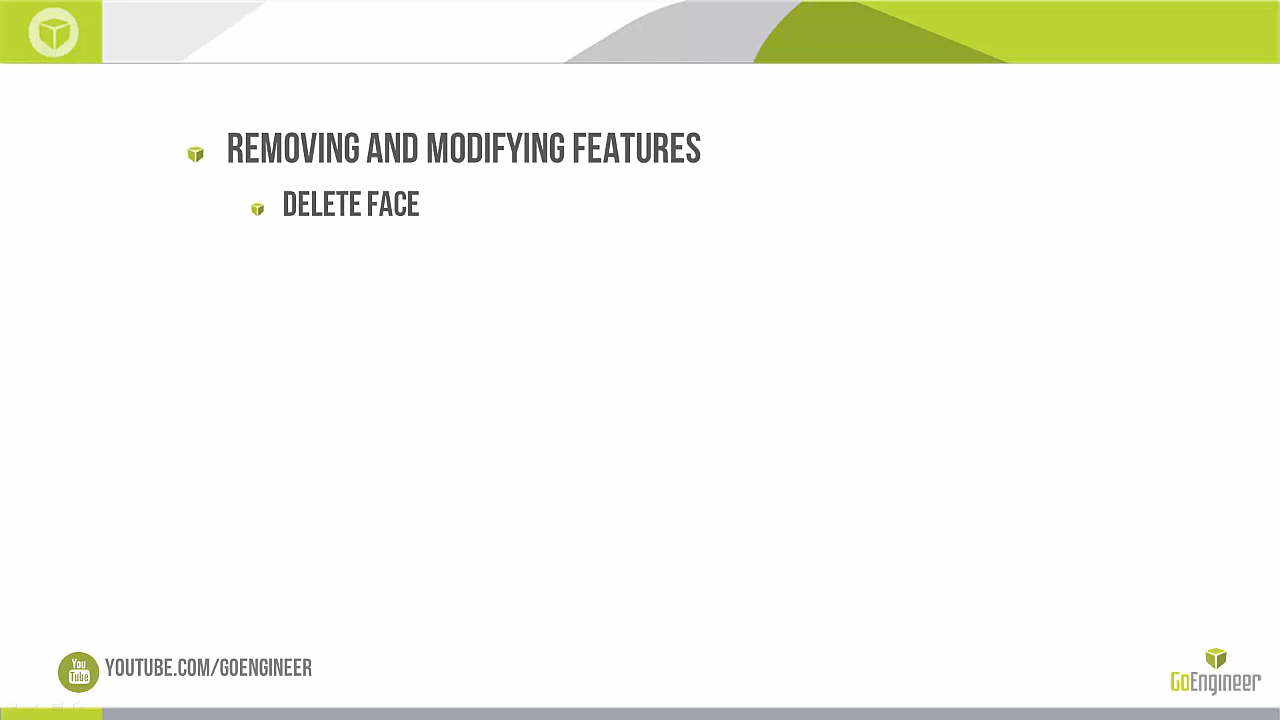 REMOVING AND MODIFYING FEATURES
DELETE FACE
You
Tube
YOUTUBE.COM/GOENGINEER
GoEngineer